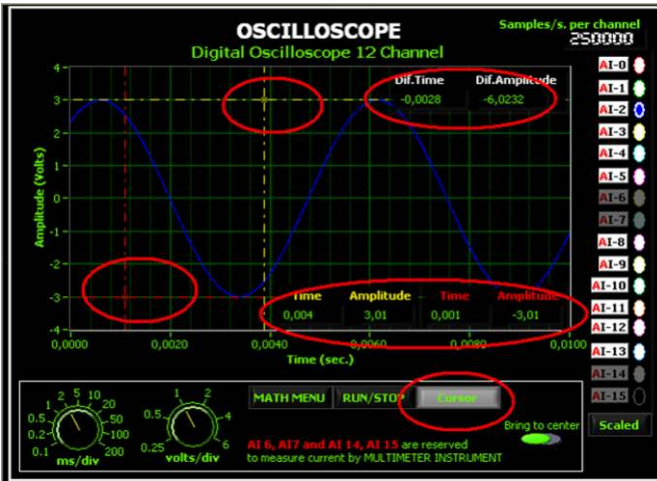 OSCILLOSCOPE
Digital Oscilloscope 12 Channel
Samples/s. per channel
250000
Dif.Time Dif.Amplitude
-0,0028 -6,0232
Amplitude (Volts)
4
3
2
1
0
-1
-2
-3
-4
Time Amplitude Time Amplitude
0,004 3,01 0,001 -3,01
0,0000 0,0020 0,0040 0,0060 0,0080 0,0100
Time (sec.)
AI-0
AI-1
AI-2
AI-3
AI-4
AI-5
AI-6
AI-7
AI-8
AI-9
AI-10
AI-11
AI-12
AI-13
AI-14
AI-15
Scaled
0.1 0.2 0.5 1 2 5 10 20 50 100 200
ms/div
0.25 0.5 1 2 4 6
volts/div
MATH MENU RUN/STOP Cursor
Bring to center
AI 6, AI7 and AI 14, AI 15 are reserved
to measure current by MULTIMETER INSTRUMENT